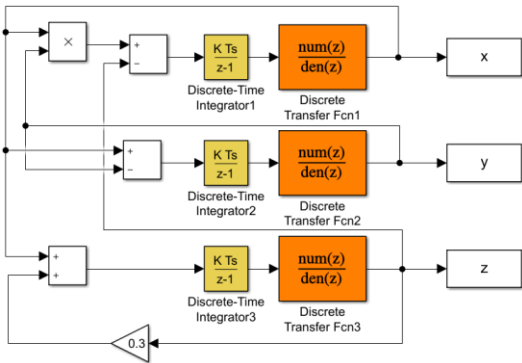 ×
+
−
K Ts
z-1
num(z)
den(z)
x
Discrete-Time
Integrator1
Discrete
Transfer Fcn1
+
−
K Ts
z-1
num(z)
den(z)
y
Discrete-Time
Integrator2
Discrete
Transfer Fcn2
+
+
K Ts
z-1
num(z)
den(z)
z
Discrete-Time
Integrator3
Discrete
Transfer Fcn3
0.3